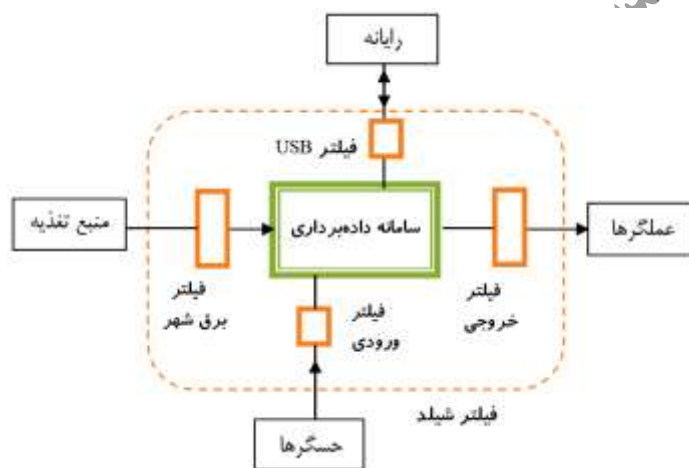 رایانه
فیلتر USB
منبع تغذیه
سامانه داده‌برداری
عملگرها
فیلتر
برق شهر
فیلتر
ورودی
فیلتر
خروجی
فیلتر شیلد
حسگرها